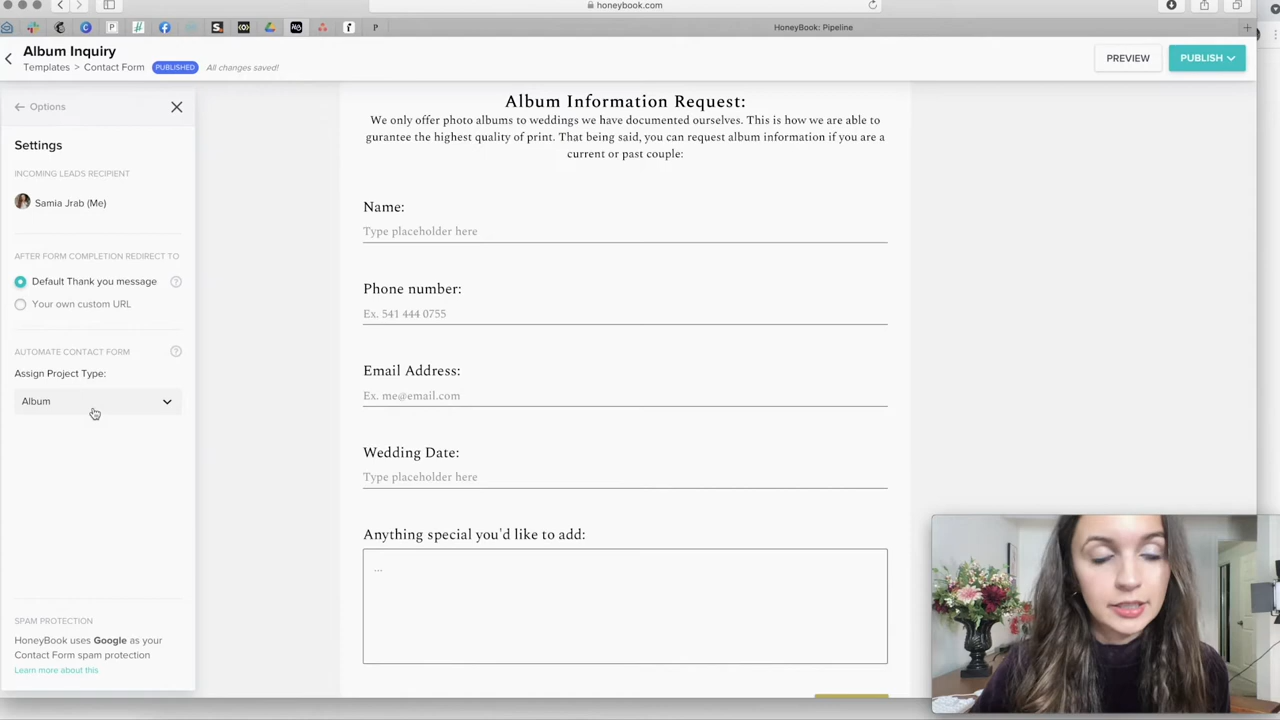 honeybook.com
HoneyBook: Pipeline
Album Inquiry
Templates > Contact Form PUBLISHED All changes saved!
PREVIEW
PUBLISH
Options
Settings
INCOMING LEADS RECIPIENT
Samia Jrab (Me)
AFTER FORM COMPLETION REDIRECT TO
Default Thank you message ?
Your own custom URL
AUTOMATE CONTACT FORM ?
Assign Project Type:
Album
SPAM PROTECTION
HoneyBook uses Google as your
Contact Form spam protection
Learn more about this
Album Information Request:
We only offer photo albums to weddings we have documented ourselves. This is how we are able to
gurantee the highest quality of print. That being said, you can request album information if you are a
current or past couple:
Name:
Type placeholder here
Phone number:
Ex. 541 444 0755
Email Address:
Ex. me@email.com
Wedding Date:
Type placeholder here
Anything special you'd like to add:
...